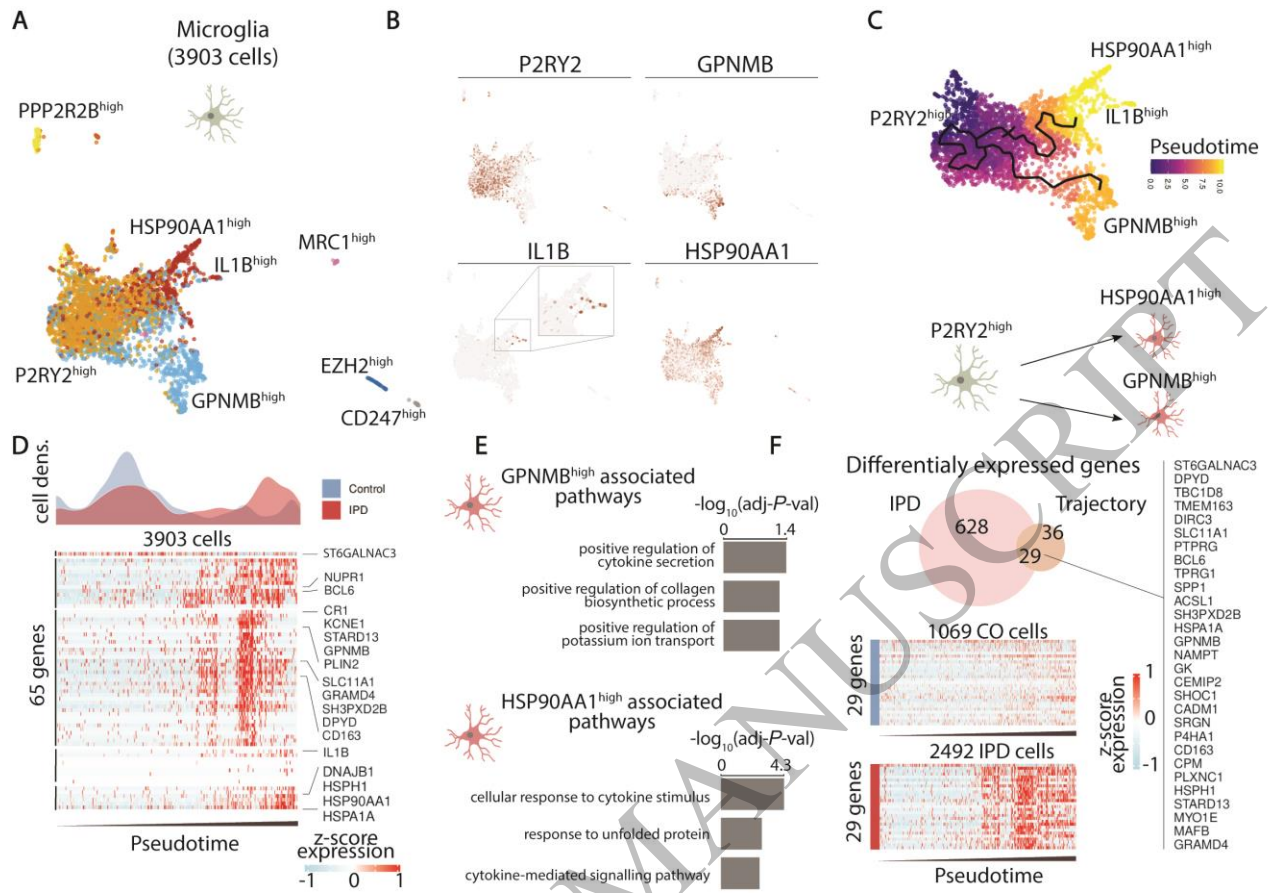 A
Microglia
(3903 cells)
PPP2R2Bhigh
HSP90AA1high
IL1Bhigh
MRC1high
P2RY2high
GPNMBhigh
EZH2high
CD247high
B
P2RY2
GPNMB
IL1B
HSP90AA1
C
HSP90AA1high
P2RY2high
IL1Bhigh
Pseudotime
0.0
2.5
5.0
7.5
10.0
GPNMBhigh
HSP90AA1high
P2RY2high
GPNMBhigh
D
cell dens.
Control
IPD
3903 cells
65 genes
ST6GALNAC3
NUPR1
BCL6
CR1
KCNE1
STARD13
GPNMB
PLIN2
SLC11A1
GRAMD4
SH3PXD2B
DPYD
CD163
IL1B
DNAJB1
HSPH1
HSP90AA1
HSPA1A
Pseudotime
z-score
expression
-1 0 1
E
GPNMBhigh associated
pathways
-log10(adj-P-val)
0 1.4
positive regulation of
cytokine secretion
positive regulation of collagen
biosynthetic process
positive regulation of
potassium ion transport
HSP90AA1high associated
pathways
-log10(adj-P-val)
0 4.3
cellular response to cytokine stimulus
response to unfolded protein
cytokine-mediated signalling pathway
F
Differentialy expressed genes
IPD
Trajectory
628
36
29
ST6GALNAC3
DPYD
TBC1D8
TMEM163
DIRC3
SLC11A1
PTPRG
BCL6
TPRG1
SPP1
ACSL1
SH3PXD2B
HSPA1A
GPNMB
NAMPT
GK
CEMIP2
SHOC1
CADM1
SRGN
P4HA1
CD163
CPM
PLXNC1
HSPH1
STARD13
MYO1E
MAFB
GRAMD4
1069 CO cells
29 genes
2492 IPD cells
29 genes
z-score
expression
1
0
-1
Pseudotime
MANUSCRIPT